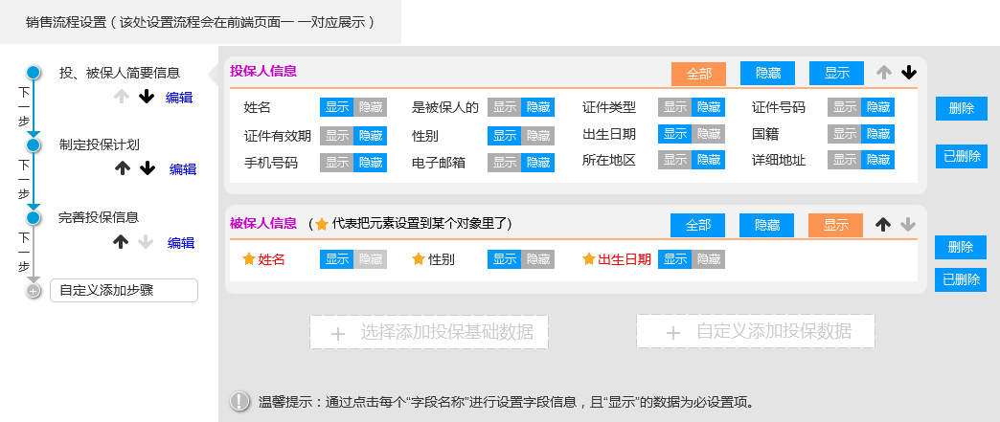 销售流程设置（该处设置流程会在前端页面一 一对应展示）
投、被保人简要信息
编辑
下一步
制定投保计划
编辑
下一步
完善投保信息
编辑
下一步
自定义添加步骤
投保人信息 全部 隐藏 显示
姓名 显示 隐藏 是被保人的 显示 隐藏 证件类型 显示 隐藏 证件号码 显示 隐藏
证件有效期 显示 隐藏 性别 显示 隐藏 出生日期 显示 隐藏 国籍 显示 隐藏
手机号码 显示 隐藏 电子邮箱 显示 隐藏 所在地区 显示 隐藏 详细地址 显示 隐藏
删除
已删除
被保人信息 (代表把元素设置到某个对象里了) 全部 隐藏 显示
姓名 显示 隐藏 性别 显示 隐藏 出生日期 显示 隐藏
删除
已删除
＋ 选择添加投保基础数据 ＋ 自定义添加投保数据
温馨提示：通过点击每个“字段名称”进行设置字段信息，且“显示”的数据为必设置项。